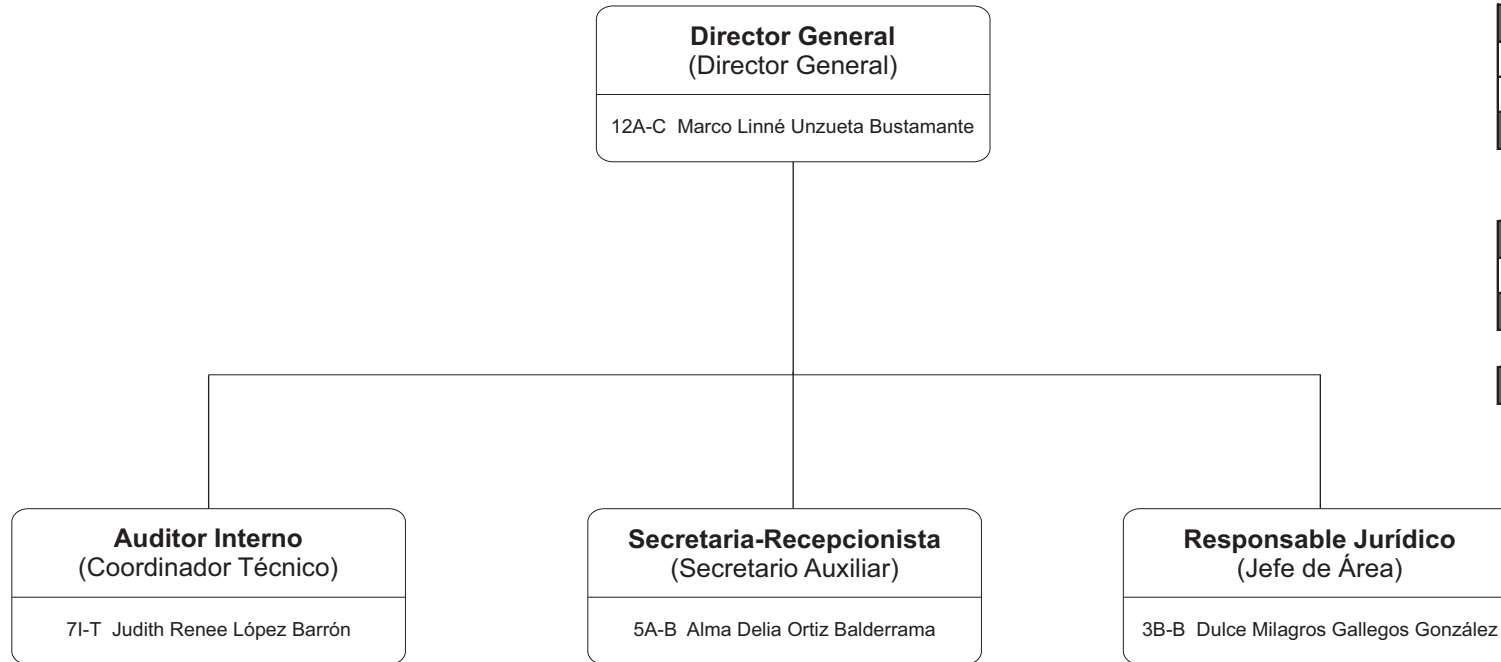 Director General
(Director General)
12A-C Marco Linné Unzueta Bustamante
Auditor Interno
(Coordinador Técnico)
7I-T Judith Renee López Barrón
Secretaria-Recepcionista
(Secretario Auxiliar)
5A-B Alma Delia Ortiz Balderrama
Responsable Jurídico
(Jefe de Área)
3B-B Dulce Milagros Gallegos González